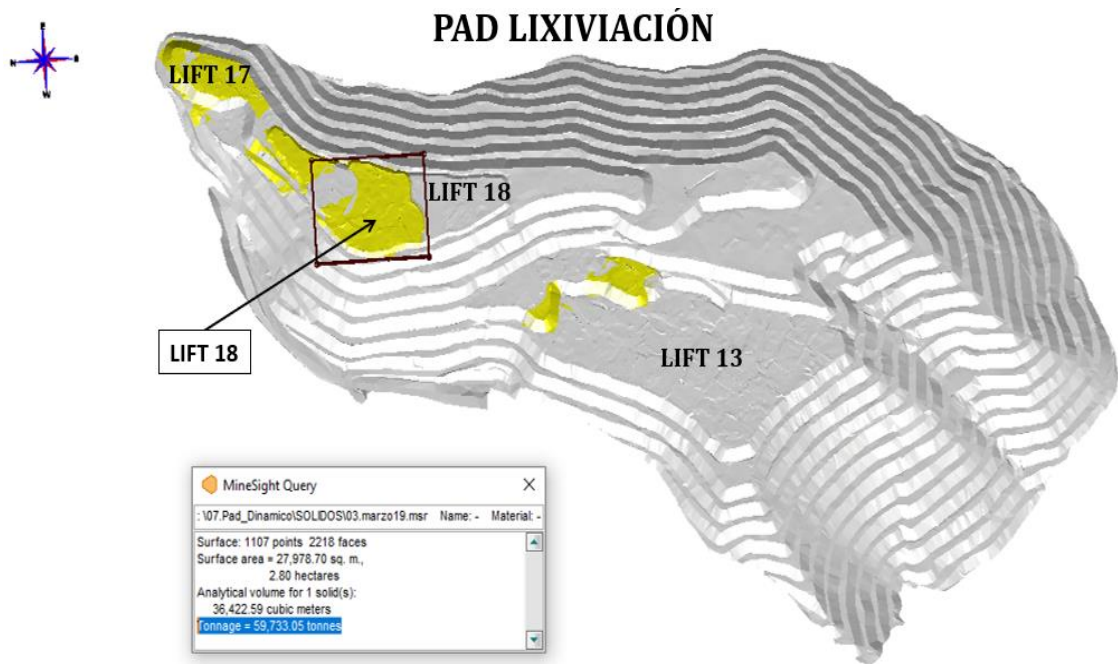 PAD LIXIVIACIÓN
LIFT 17
LIFT 18
LIFT 18
LIFT 13
MineSight Query
: \07.Pad_Dinamico\SOLIDOS\03.marzo19.msr Name: - Material: -
Surface: 1107 points 2218 faces
Surface area = 27,978.70 sq. m.,
2.80 hectares
Analytical volume for 1 solid(s):
36,422.59 cubic meters
Tonnage = 59,733.05 tonnes